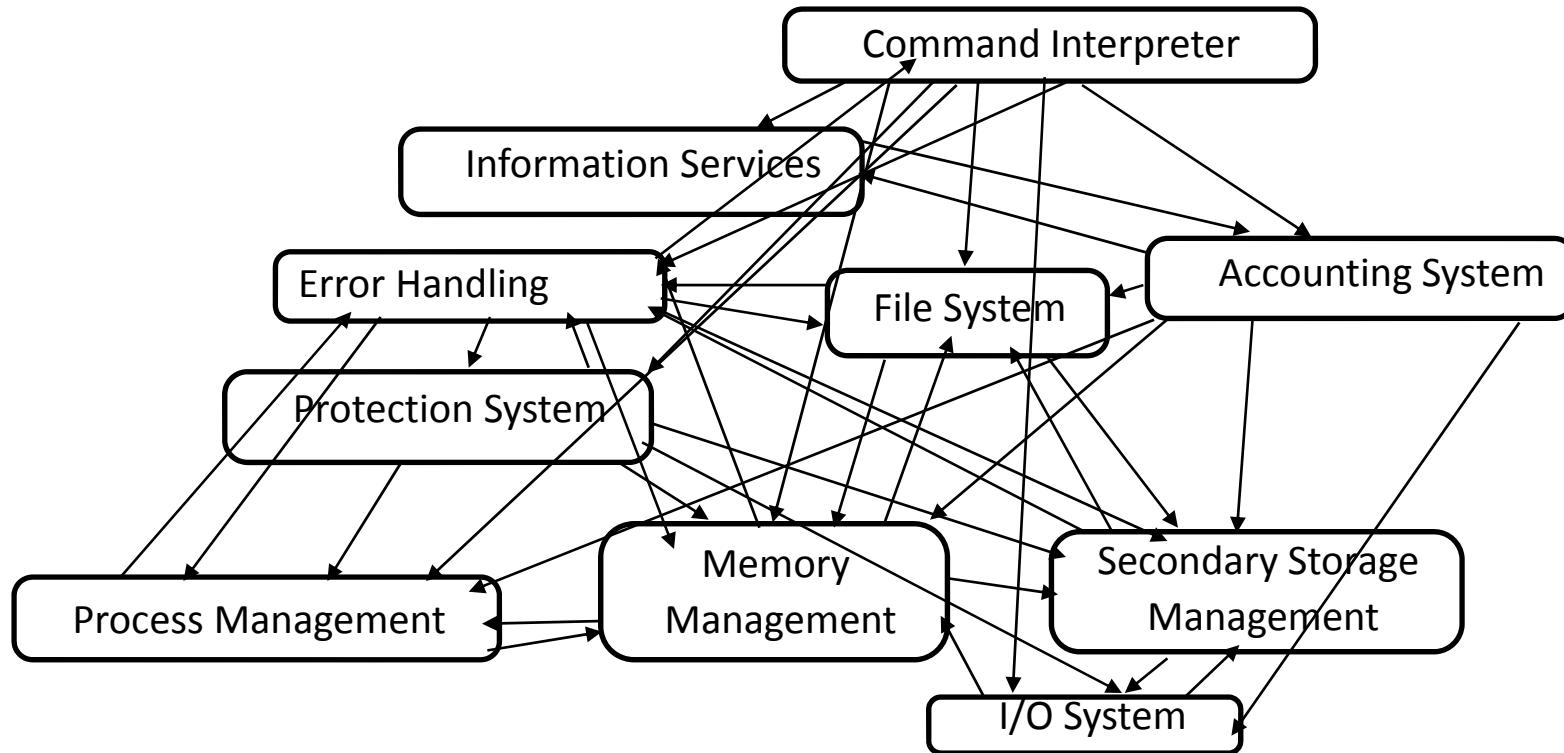 Command Interpreter
Information Services
Error Handling
File System
Accounting System
Protection System
Memory
Management
Secondary Storage
Management
Process Management
I/O System